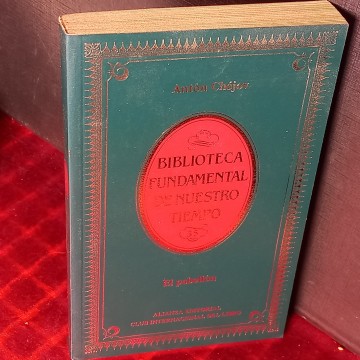 Antón Chéjov
BIBLIOTECA
FUNDAMENTAL
DE NUESTRO
TIEMPO
El pabellón
ALIANZA EDITORIAL
CLUB INTERNACIONAL DEL LIBRO